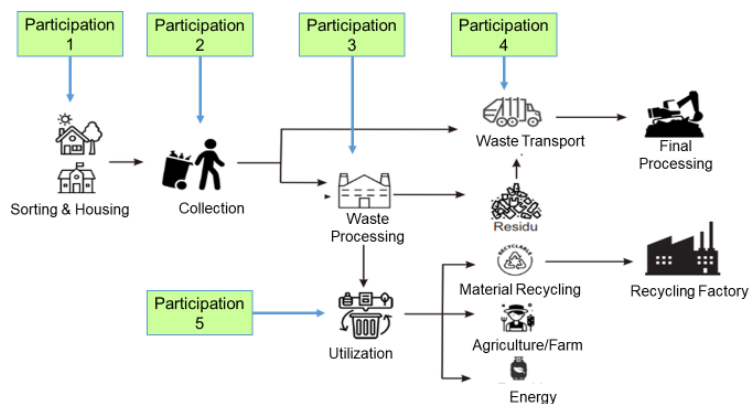 Participation
1
Participation
2
Participation
3
Participation
4
Sorting & Housing
Collection
Waste
Processing
Waste Transport
Final
Processing
Residu
Participation
5
Utilization
RECYCLABLE
Material Recycling
Recycling Factory
Agriculture/Farm
Energy